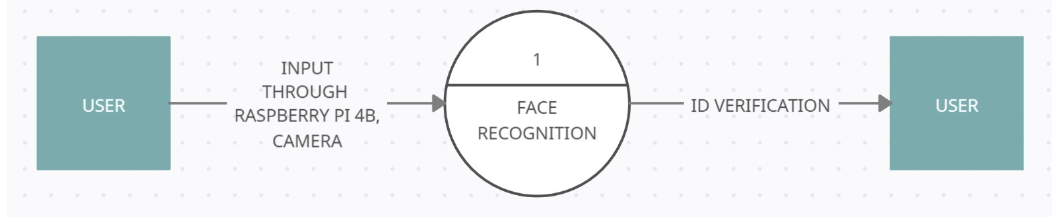 USER
INPUT
THROUGH
RASPBERRY PI 4B,
CAMERA
1
FACE
RECOGNITION
ID VERIFICATION
USER